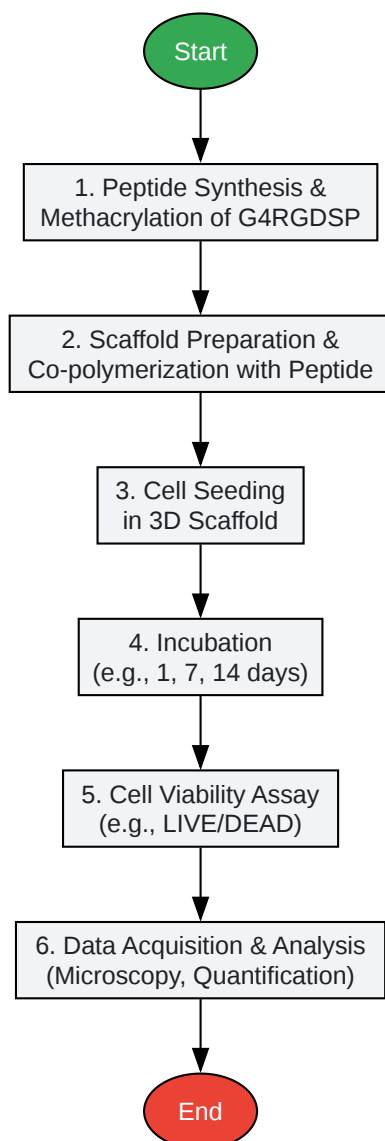 Start
1. Peptide Synthesis &
Methacrylation of G4RGDSP
2. Scaffold Preparation &
Co-polymerization with Peptide
3. Cell Seeding
in 3D Scaffold
4. Incubation
(e.g., 1, 7, 14 days)
5. Cell Viability Assay
(e.g., LIVE/DEAD)
6. Data Acquisition & Analysis
(Microscopy, Quantification)
End